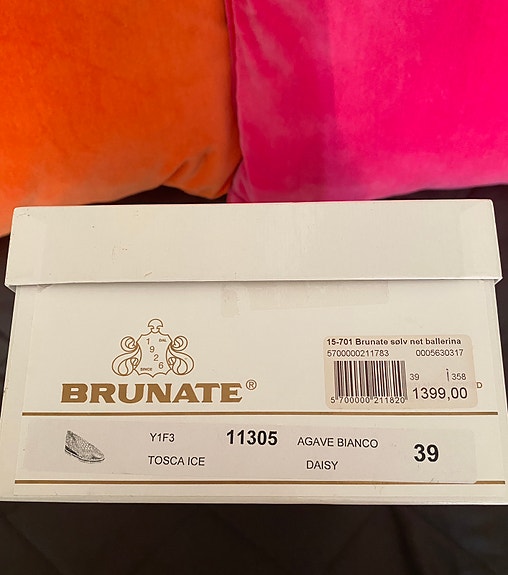 15-701 Brunate sølv net ballerina
5700000211783 0005630317
39 358
5 700000 211820 1399,00
D
1 DAL
9
2
SINCE 6
BRUNATE®
Y1F3 11305 AGAVE BIANCO 39
TOSCA ICE DAISY